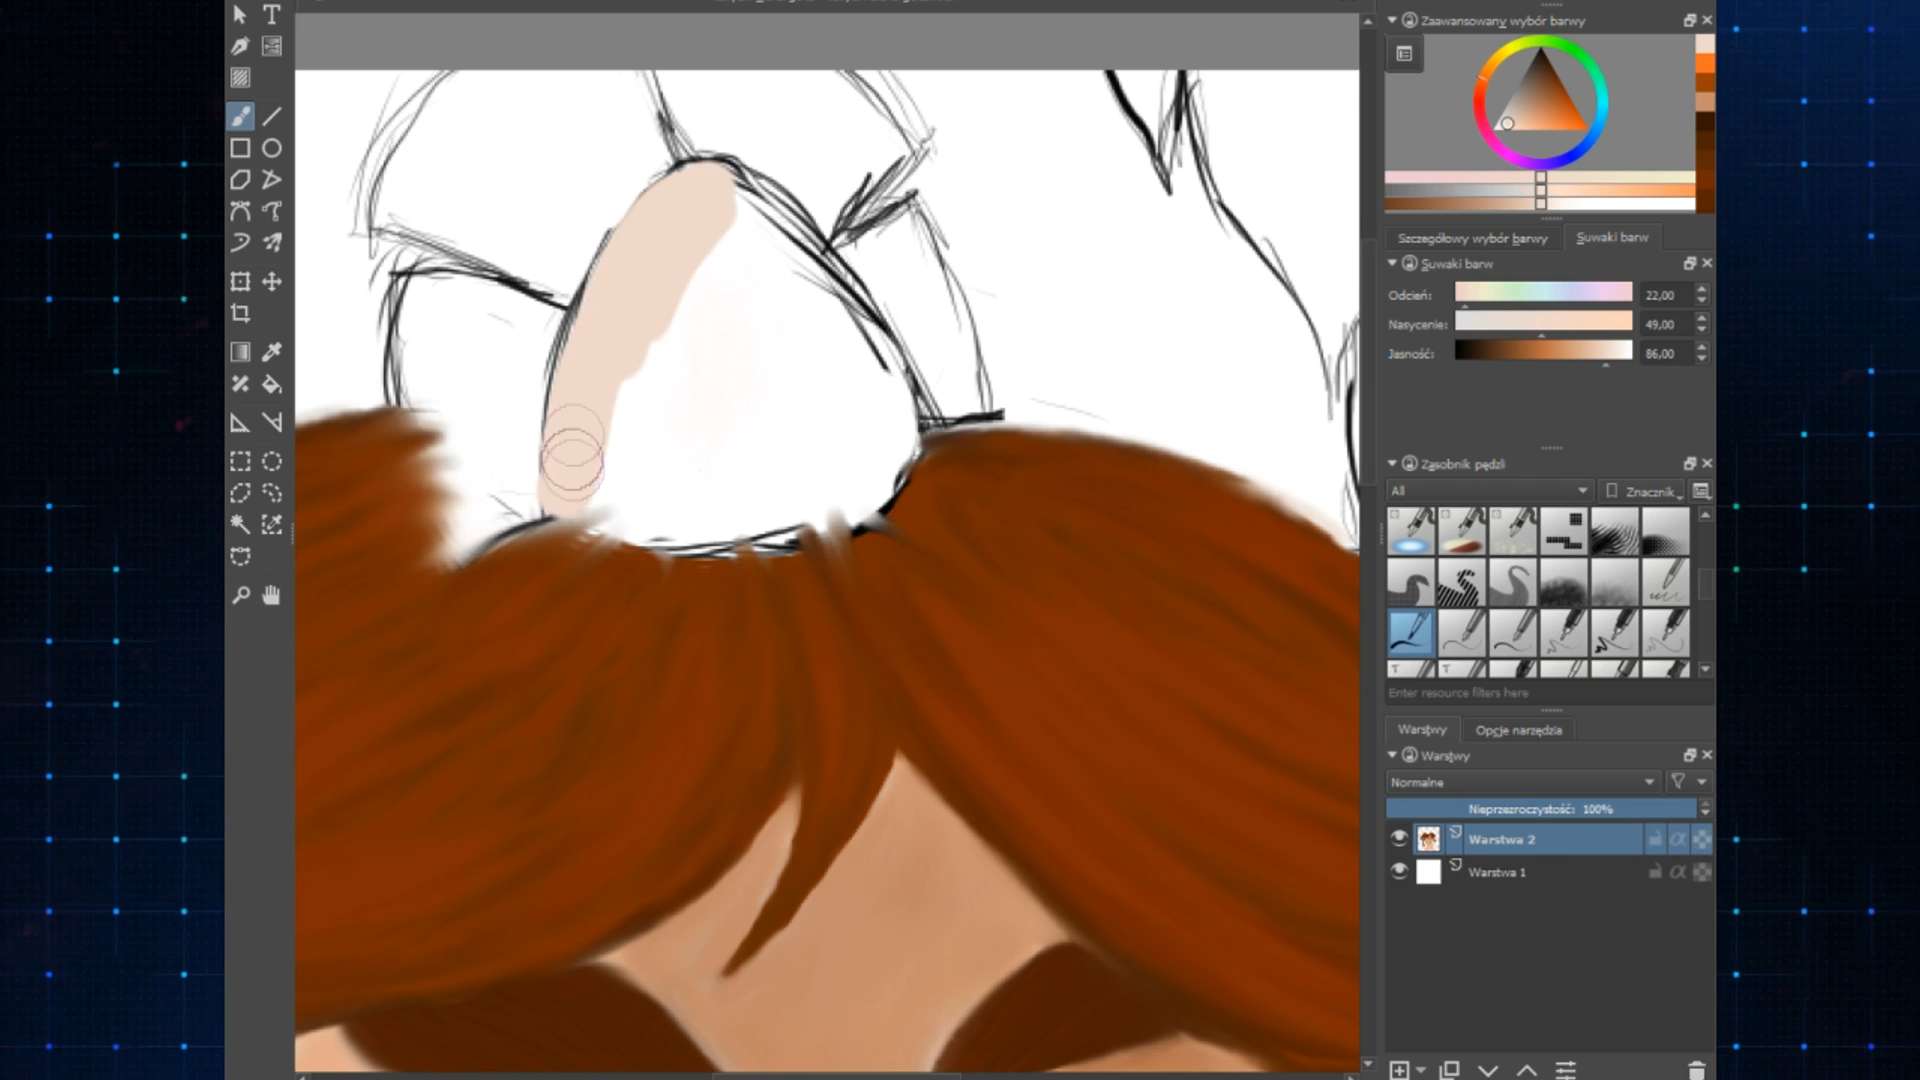 Zaawansowany wybór barwy
Szczegółowy wybór barwy
Suwaki barw
Suwaki barw
Odcień: 22,00
Nasycenie: 49,00
Jasność: 86,00
Zasobnik pędzli
All
Znacznik
Enter resource filters here
Warstwy
Opcje narzędzia
Warstwy
Normalne
Nieprzezroczystość: 100%
Warstwa 2
Warstwa 1